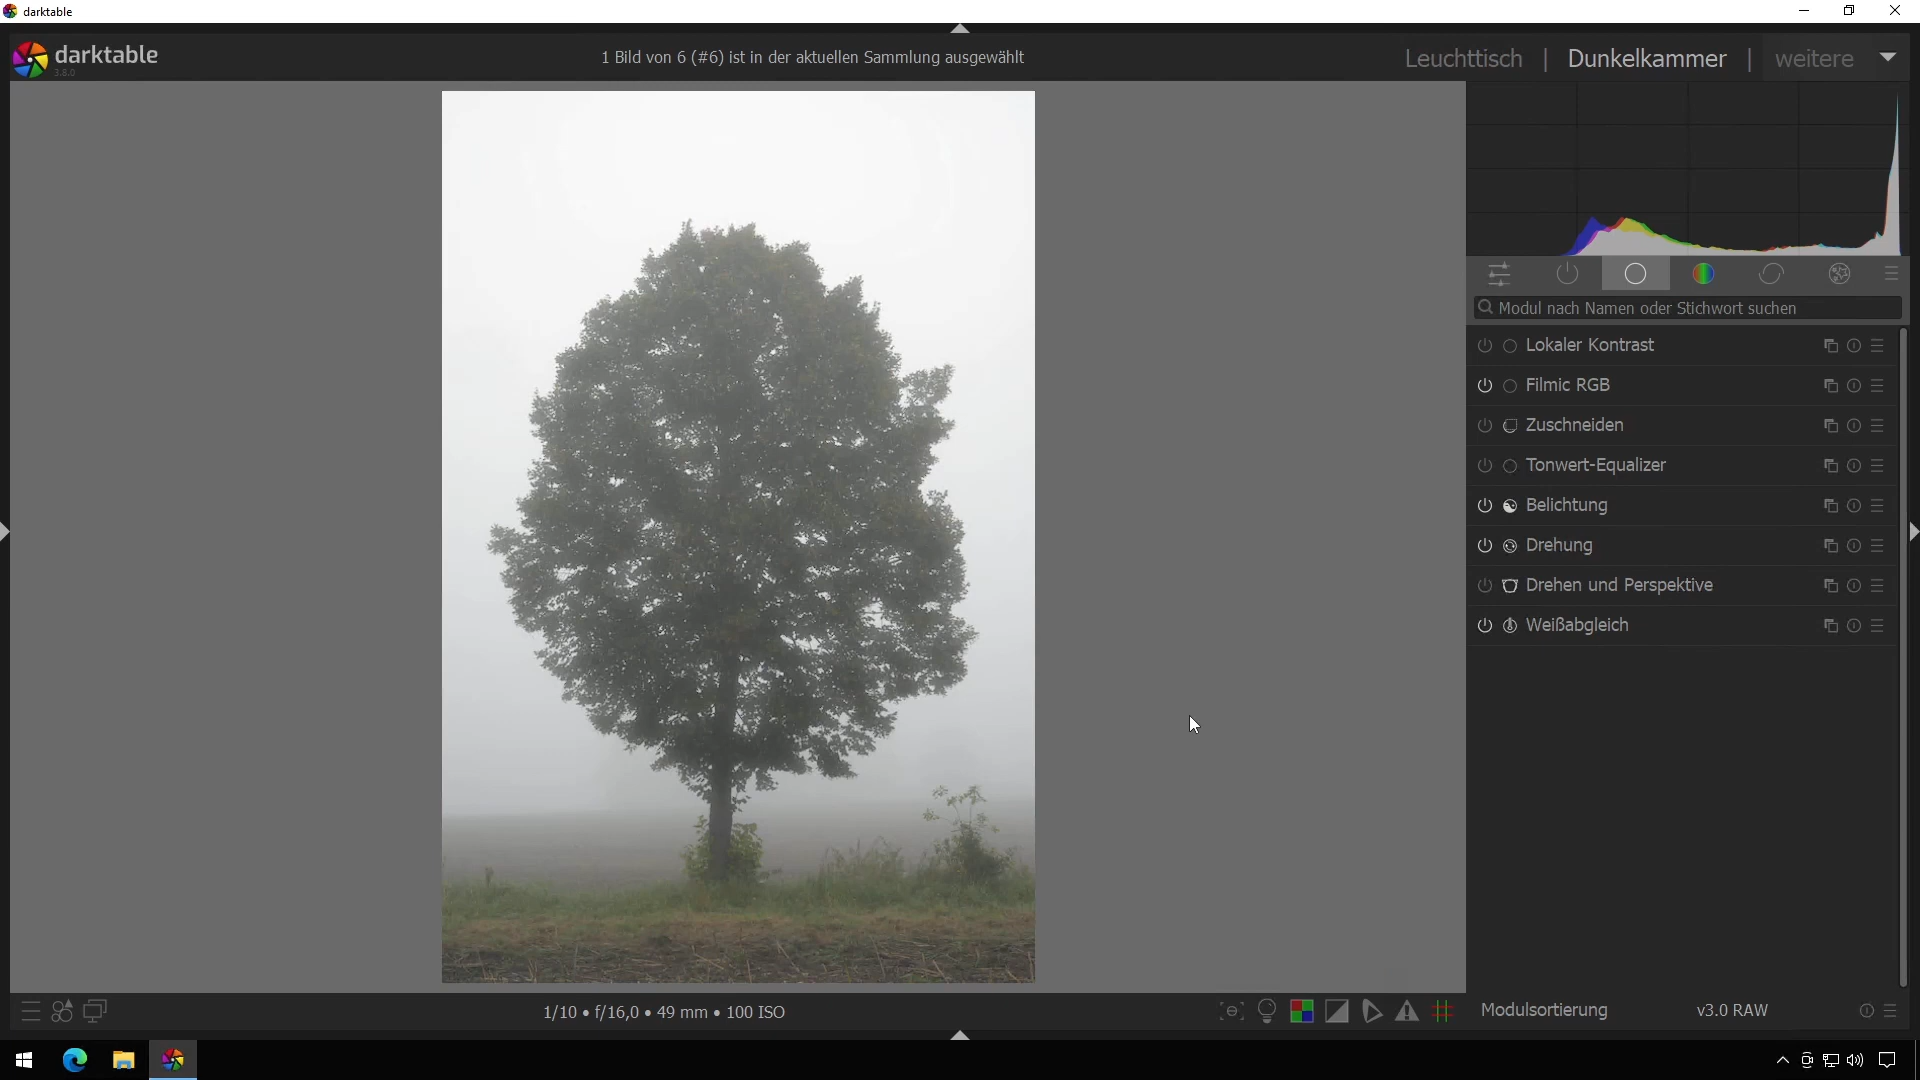 darktable
darktable
3.8.0
1 Bild von 6 (#6) ist in der aktuellen Sammlung ausgewählt
Leuchttisch | Dunkelkammer | weitere
Modul nach Namen oder Stichwort suchen
Lokaler Kontrast
Filmic RGB
Zuschneiden
Tonwert-Equalizer
Belichtung
Drehung
Drehen und Perspektive
Weißabgleich
1/10 • f/16,0 • 49 mm • 100 ISO
Modulsortierung v3.0 RAW